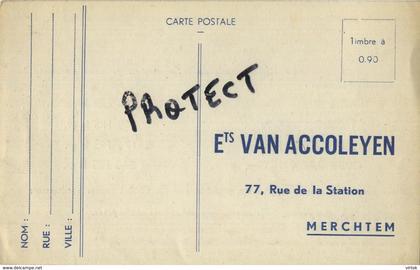 CARTE POSTALE
Timbre à
0.90
PROTECT
ETS VAN ACCOLEYEN
77, Rue de la Station
MERCHTEM
NOM :
RUE :
VILLE :